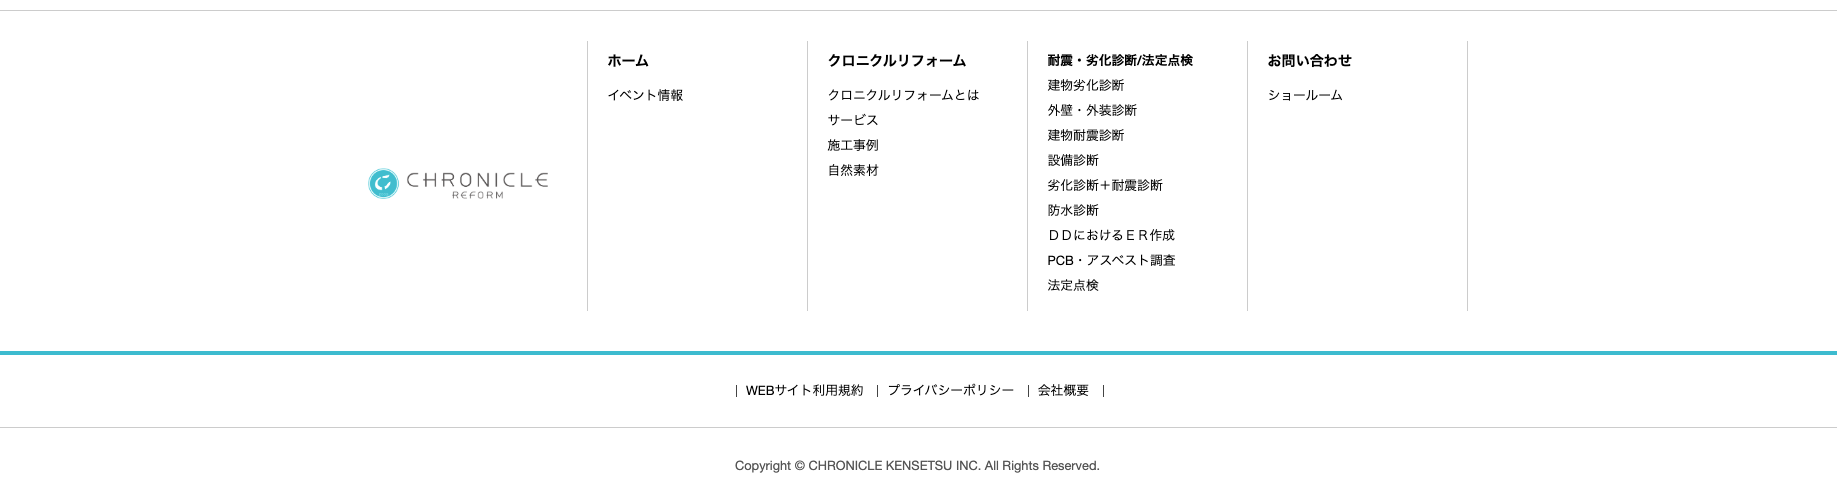 CHRONICLE
REFORM
ホーム
イベント情報
クロニクルリフォーム
クロニクルリフォームとは
サービス
施工事例
自然素材
耐震・劣化診断/法定点検
建物劣化診断
外壁・外装診断
建物耐震診断
設備診断
劣化診断＋耐震診断
防水診断
ＤＤにおけるＥＲ作成
PCB・アスベスト調査
法定点検
お問い合わせ
ショールーム
| WEBサイト利用規約 | プライバシーポリシー | 会社概要 |
Copyright © CHRONICLE KENSETSU INC. All Rights Reserved.